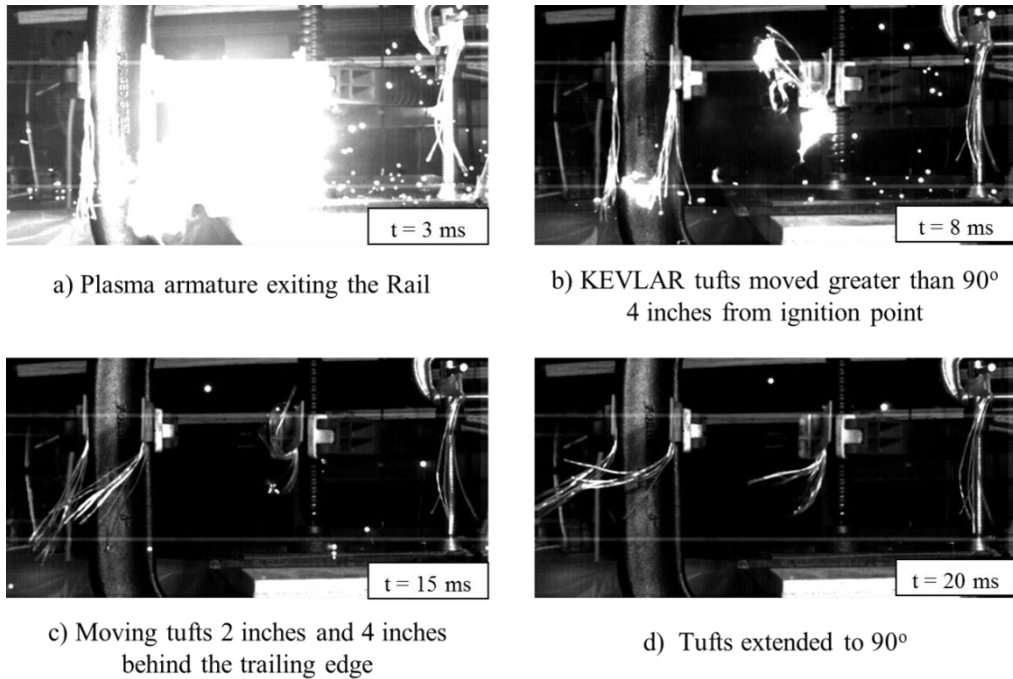 t = 3 ms
t = 8 ms
a) Plasma armature exiting the Rail
b) KEVLAR tufts moved greater than 90°
4 inches from ignition point
t = 15 ms
t = 20 ms
c) Moving tufts 2 inches and 4 inches
behind the trailing edge
d) Tufts extended to 90°